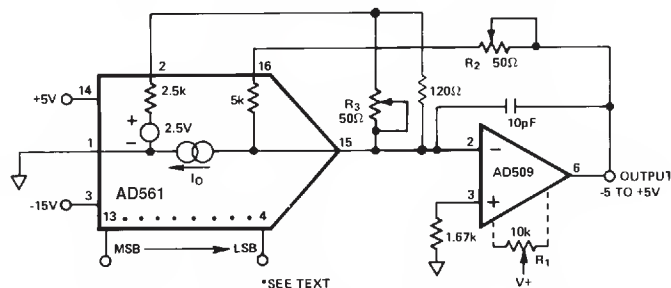 2
16
R2
50Ω
14
+5V
2.5k
5k
R3
50Ω
120Ω
10pF
+
2.5V
-
1
15
2
-
6
OUTPUT
-5 TO +5V
IO
AD509
3
-15V
AD561
3
+
13
4
1.67k
10k
R1
MSB
LSB
V+
*SEE TEXT